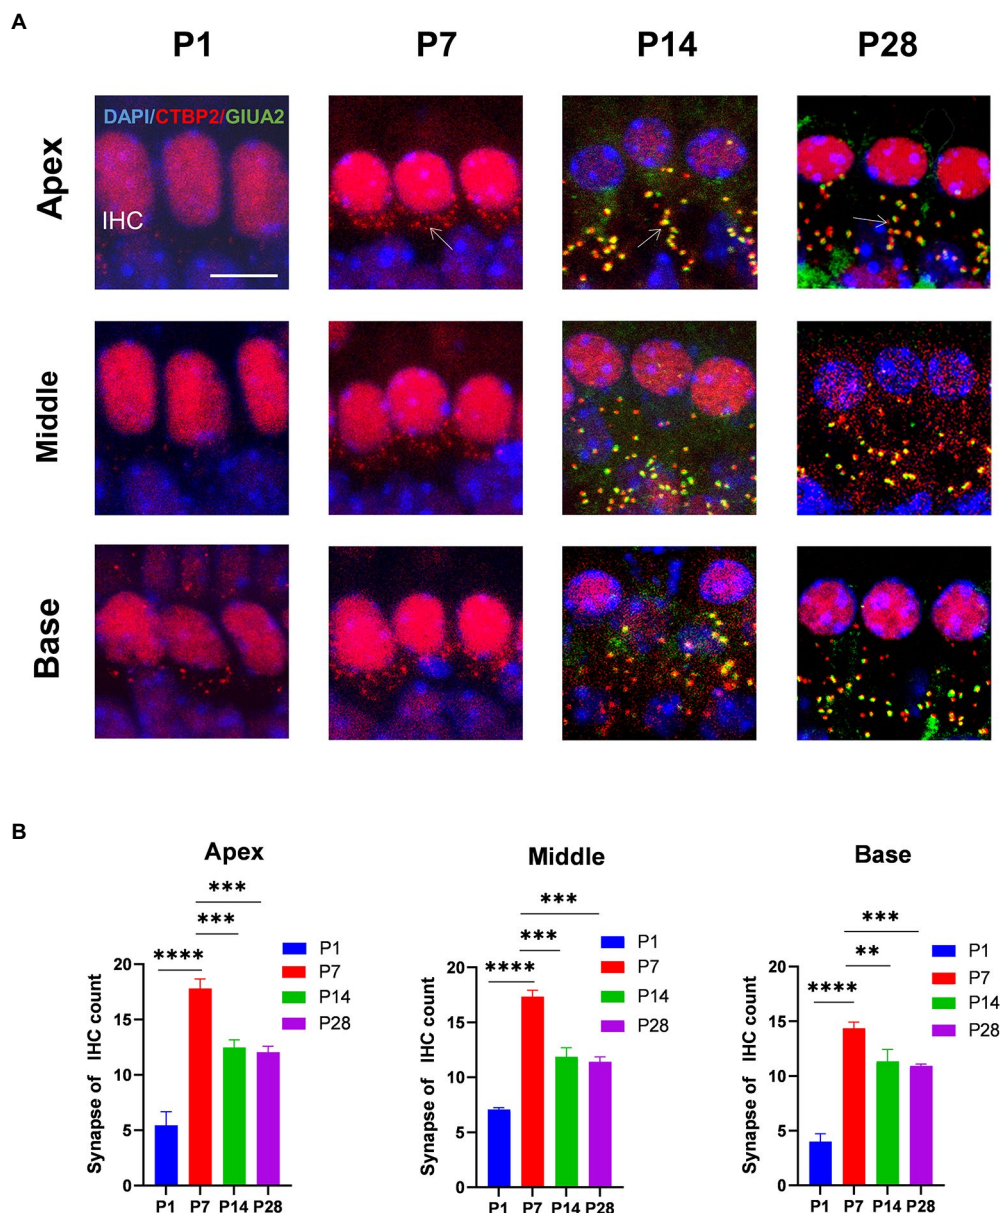 A
P1 P7 P14 P28
Apex
DAPI/CTBP2/GIUA2
IHC
Middle
Base
B
Apex
Synapse of IHC count
20
15
10
5
0
****
***
***
P1
P7
P14
P28
P1 P7 P14 P28
Middle
Synapse of IHC count
20
15
10
5
0
****
***
***
P1
P7
P14
P28
P1 P7 P14 P28
Base
Synapse of IHC count
20
15
10
5
0
****
**
***
P1
P7
P14
P28
P1 P7 P14 P28